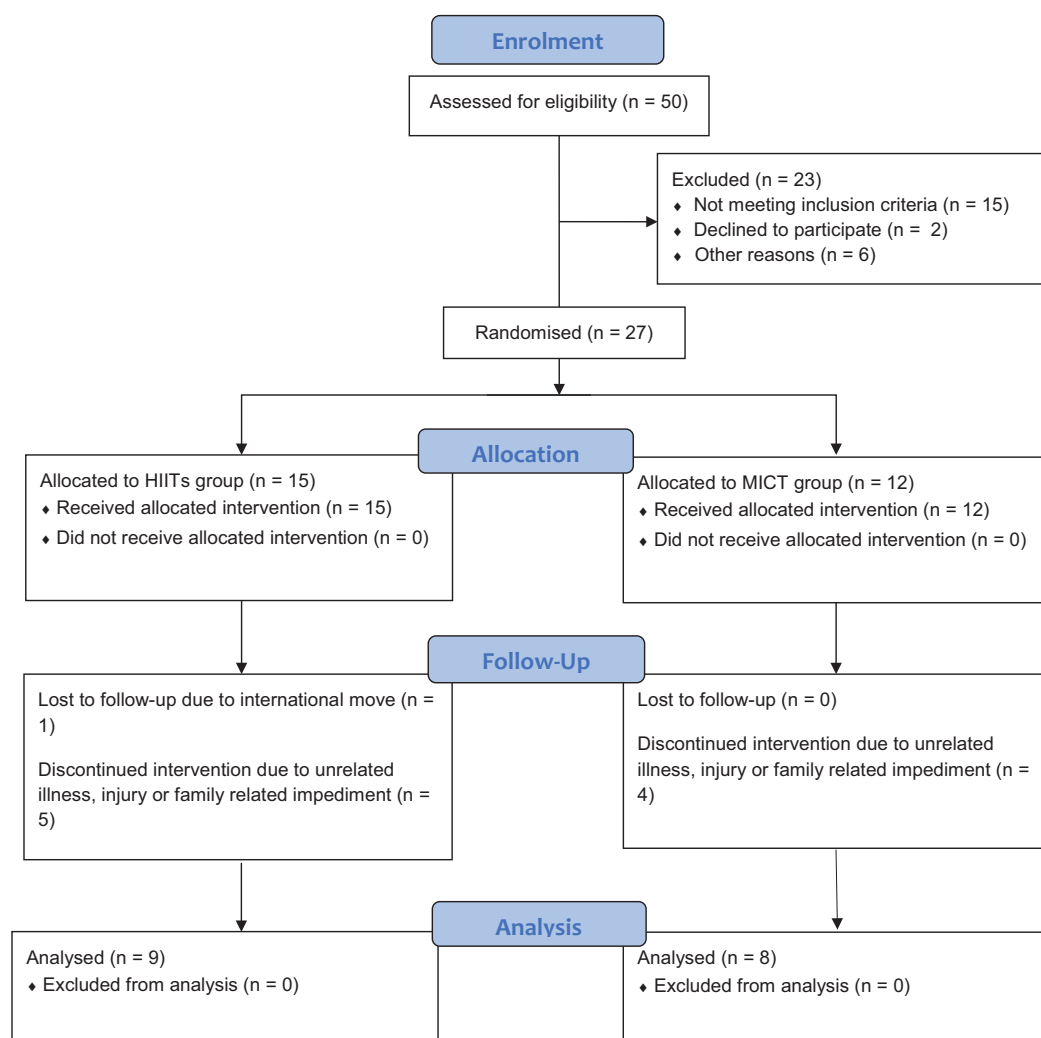 Enrolment
Assessed for eligibility (n = 50)
Excluded (n = 23)
♦ Not meeting inclusion criteria (n = 15)
♦ Declined to participate (n =  2)
♦ Other reasons (n = 6)
Randomised (n = 27)
Allocation
Allocated to HIITs group (n = 15)
♦ Received allocated intervention (n = 15)
♦ Did not receive allocated intervention (n = 0)
Allocated to MICT group (n = 12)
♦ Received allocated intervention (n = 12)
♦ Did not receive allocated intervention (n = 0)
Follow-Up
Lost to follow-up due to international move (n =
1)
Discontinued intervention due to unrelated
illness, injury or family related impediment (n =
5)
Lost to follow-up (n = 0)
Discontinued intervention due to unrelated
illness, injury or family related impediment (n =
4)
Analysis
Analysed (n = 9)
♦ Excluded from analysis (n = 0)
Analysed (n = 8)
♦ Excluded from analysis (n = 0)